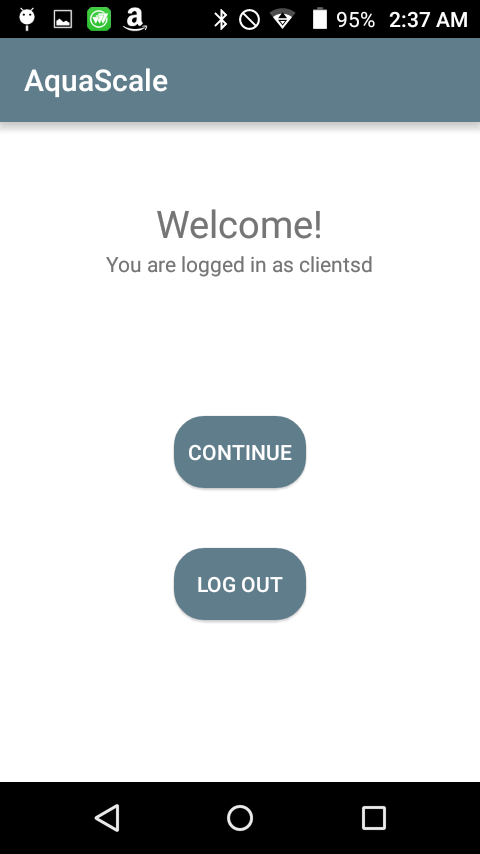 95% 2:37 AM
AquaScale
Welcome!
You are logged in as clientsd
CONTINUE
LOG OUT